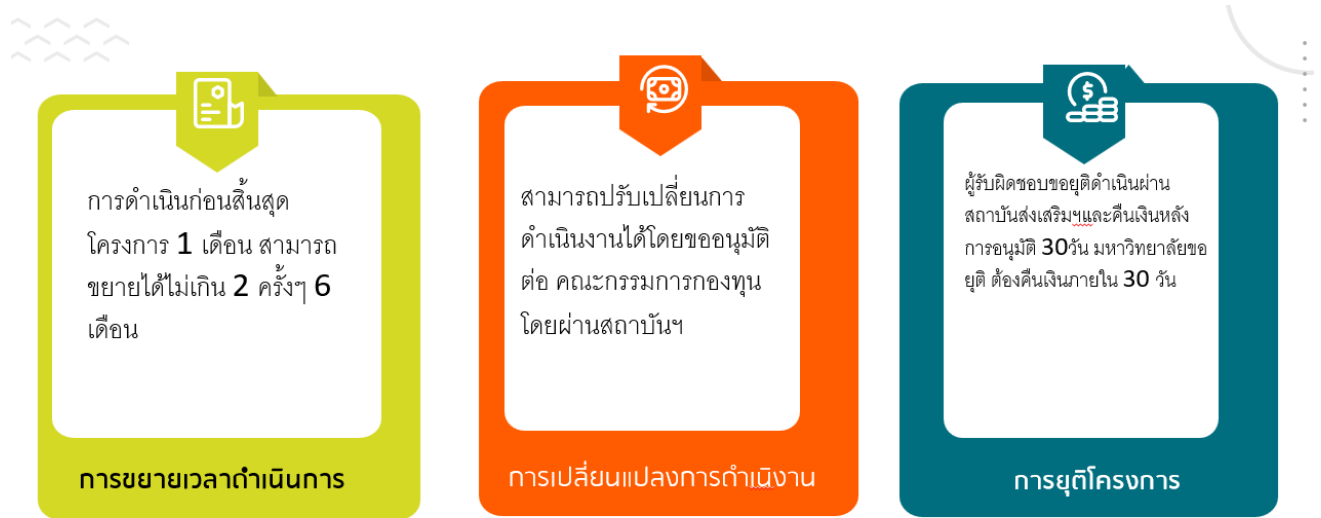 การดำเนินก่อนสิ้นสุด
โครงการ 1 เดือน สามารถ
ขยายได้ไม่เกิน 2 ครั้งๆ 6
เดือน
การขยายเวลาดำเนินการ
สามารถปรับเปลี่ยนการ
ดำเนินงานได้โดยขออนุมัติ
ต่อ คณะกรรมการกองทุน
โดยผ่านสถาบันฯ
การเปลี่ยนแปลงการดำเนิงาน
ผู้รับผิดชอบขอยุติดำเนินผ่าน
สถาบันส่งเสริมฯและคืนเงินหลัง
การอนุมัติ 30วัน มหาวิทยาลัยขอ
ยุติ ต้องคืนเงินภายใน 30 วัน
การยุติโครงการ